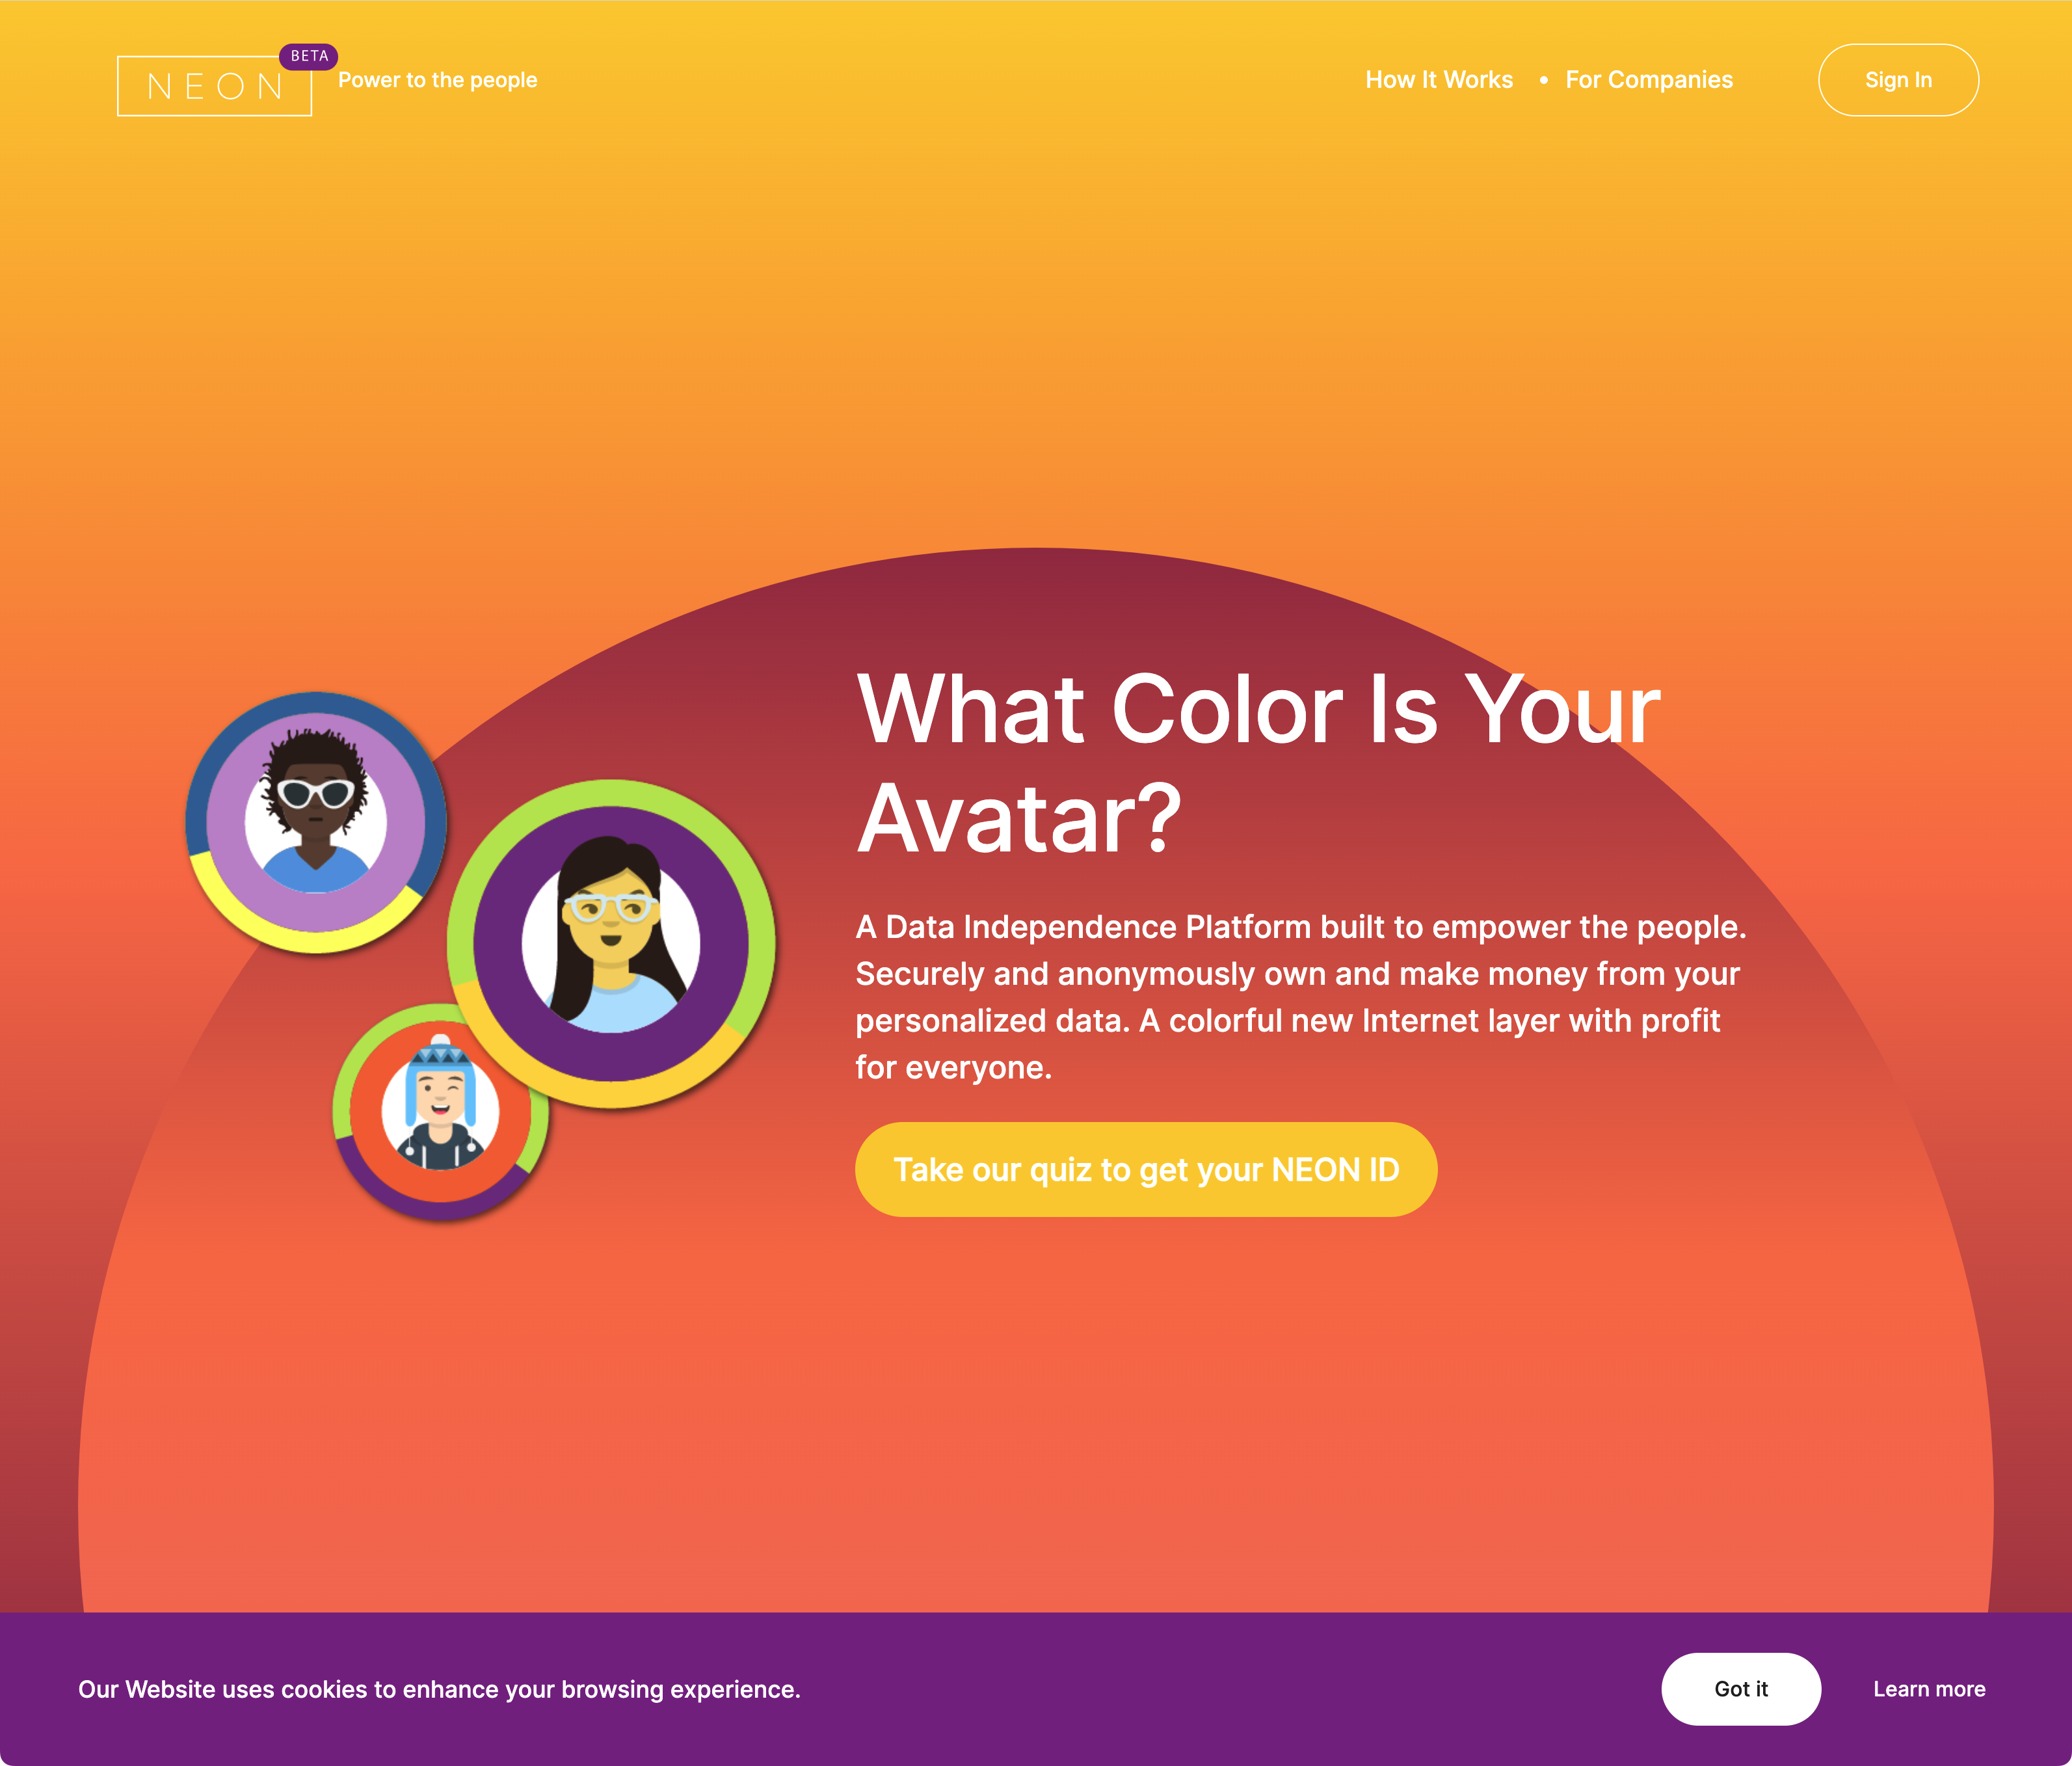 NEON
BETA
Power to the people
How It Works • For Companies
Sign In
What Color Is Your
Avatar?
A Data Independence Platform built to empower the people.
Securely and anonymously own and make money from your
personalized data. A colorful new Internet layer with profit
for everyone.
Take our quiz to get your NEON ID
Our Website uses cookies to enhance your browsing experience.
Got it
Learn more